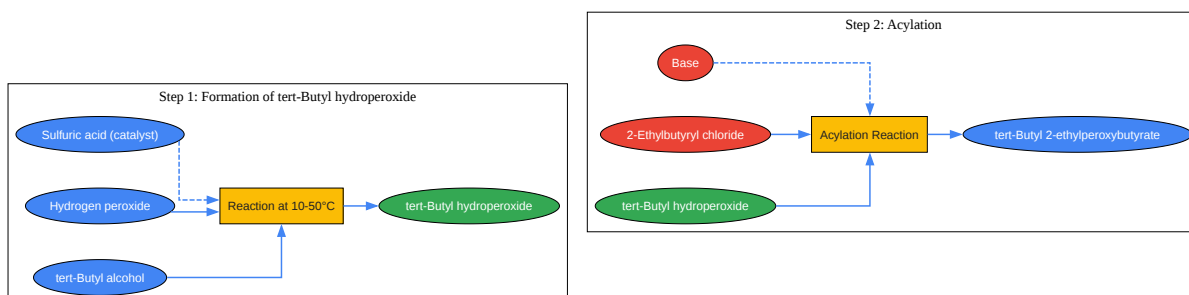 Step 1: Formation of tert-Butyl hydroperoxide
Sulfuric acid (catalyst)
Hydrogen peroxide
Reaction at 10-50°C
tert-Butyl hydroperoxide
tert-Butyl alcohol
Step 2: Acylation
Base
2-Ethylbutyryl chloride
Acylation Reaction
tert-Butyl 2-ethylperoxybutyrate
tert-Butyl hydroperoxide